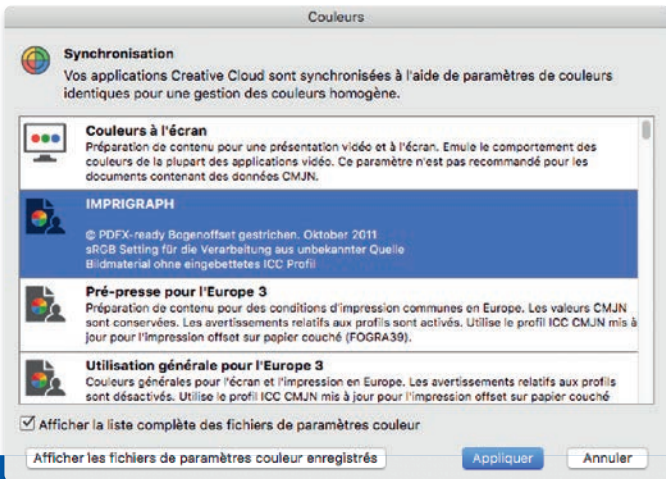 Couleurs
Synchronisation
Vos applications Creative Cloud sont synchronisées à l'aide de paramètres de couleurs
identiques pour une gestion des couleurs homogène.
Couleurs à l'écran
Préparation de contenu pour une présentation vidéo et à l'écran. Emule le comportement des
couleurs de la plupart des applications vidéo. Ce paramètre n'est pas recommandé pour les
documents contenant des données CMJN.
IMPRIGRAPH
© PDFX-ready Bogenoffset gestrichen. Oktober 2011
sRGB Setting für die Verarbeitung aus unbekannter Quelle
Bildmaterial ohne eingebettetes ICC Profil
Pré-presse pour l'Europe 3
Préparation de contenu pour des conditions d'impression communes en Europe. Les valeurs CMJN
sont conservées. Les avertissements relatifs aux profils sont activés. Utilise le profil ICC CMJN mis à
jour pour l'impression offset sur papier couché (FOGRA39).
Utilisation générale pour l'Europe 3
Couleurs générales pour l'écran et l'impression en Europe. Les avertissements relatifs aux profils
sont désactivés. Utilise le profil ICC CMJN mis à jour pour l'impression offset sur papier couché
Afficher la liste complète des fichiers de paramètres couleur
Afficher les fichiers de paramètres couleur enregistrés
Appliquer
Annuler